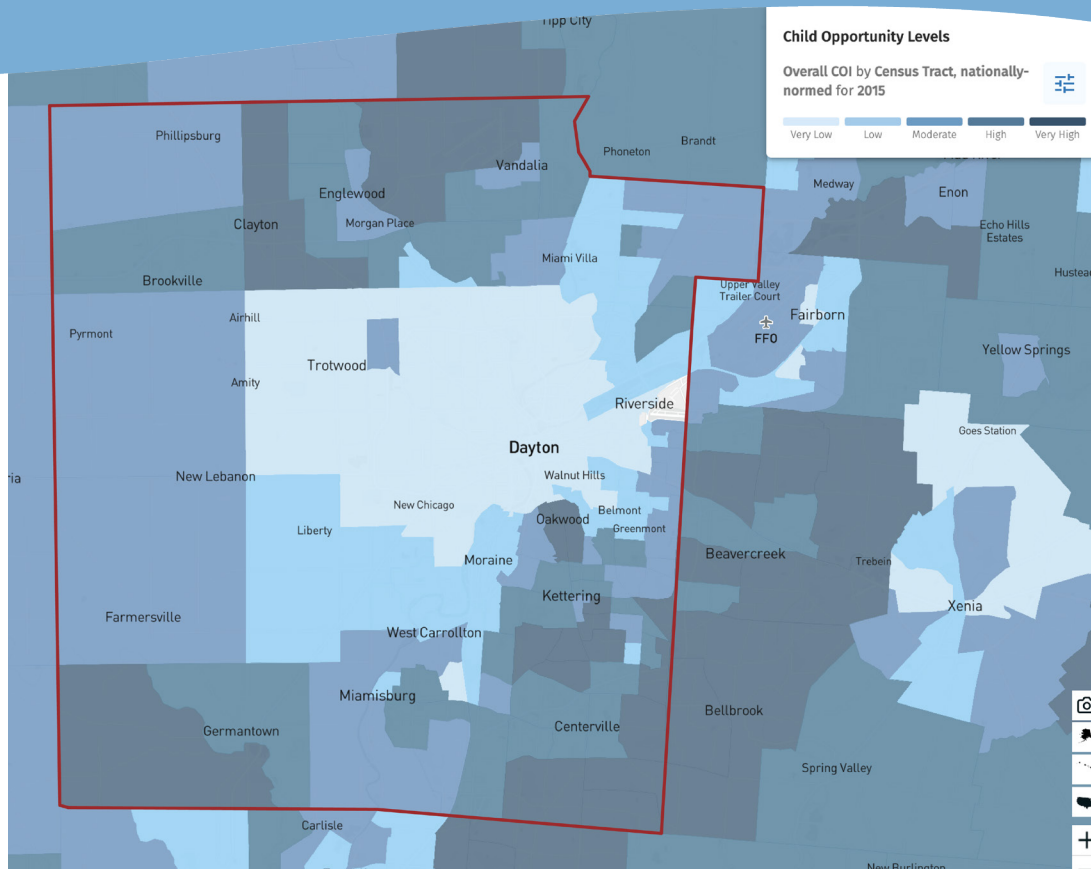 Tipp City
Child Opportunity Levels
Overall COI by Census Tract, nationally-
normed for 2015
Very Low
Low
Moderate
High
Very High
Phillipsburg
Brandt
Phoneton
Vandalia
Medway
Enon
Englewood
Clayton
Morgan Place
Echo Hills
Estates
Miami Villa
Brookville
Upper Valley
Trailer Court
Airhill
Fairborn
Pyrmont
FFO
Yellow Springs
Trotwood
Amity
Riverside
Goes Station
Dayton
New Lebanon
Walnut Hills
New Chicago
Belmont
Oakwood
Greenmont
Liberty
Beavercreek
Moraine
Trebein
Kettering
Xenia
Farmersville
West Carrollton
Miamisburg
Bellbrook
Centerville
Germantown
Spring Valley
Carlisle
New Burlington